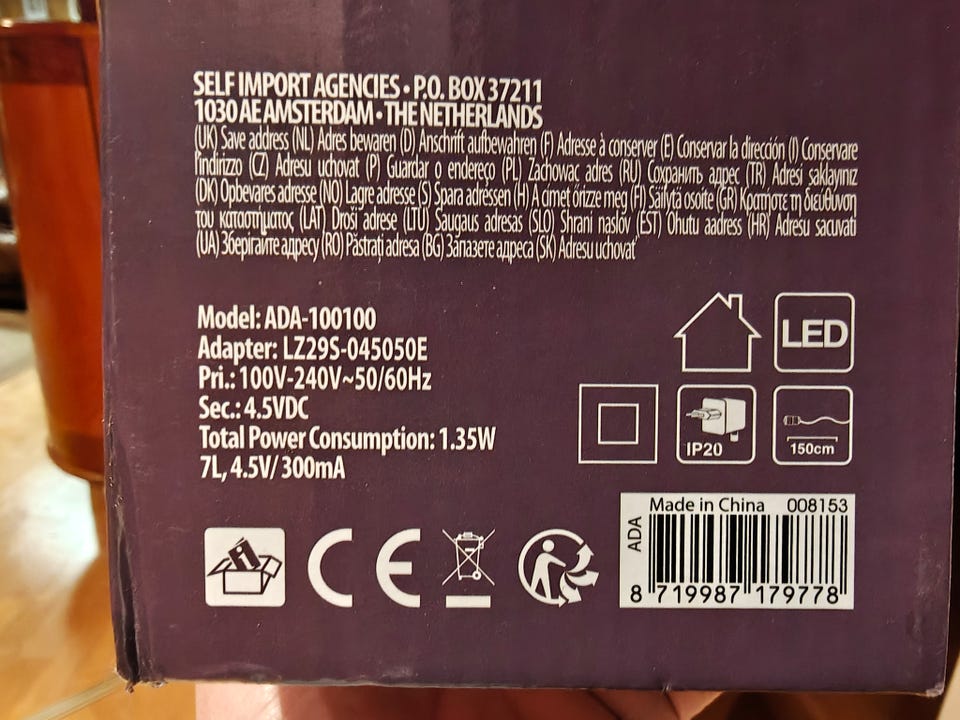 SELF IMPORT AGENCIES • P.O. BOX 37211
1030 AE AMSTERDAM • THE NETHERLANDS
(UK) Save address (NL) Adres bewaren (D) Anschrift aufbewahren (F) Adresse à conserver (E) Conservar la dirección (I) Conservare
l'indirizzo (CZ) Adresu uchovat (P) Guardar o endereço (PL) Zachowac adres (RU) Сохранить адрес (TR) Adresi saklayınız
(DK) Opbevares adresse (NO) Lagre adresse (S) Spara adressen (H) A címet őrizze meg (FI) Säilytä osoite (GR) Κρατήστε τη διεύθυνση
του καταστήματος (LAT) Droši adrese (LTU) Saugaus adresas (SLO) Shrani naslov (EST) Ohutu aadress (HR) Adresu sacuvati
(UA) Зберігайте адресу (RO) Păstrați adresa (BG) Запазете адреса (SK) Adresu uchovať
Model: ADA-100100
Adapter: LZ29S-045050E
Pri.: 100V-240V~50/60Hz
Sec.: 4.5VDC
Total Power Consumption: 1.35W
7L, 4.5V/ 300mA
LED
IP20
150cm
CE
Made in China 008153
ADA
8 719987 179778